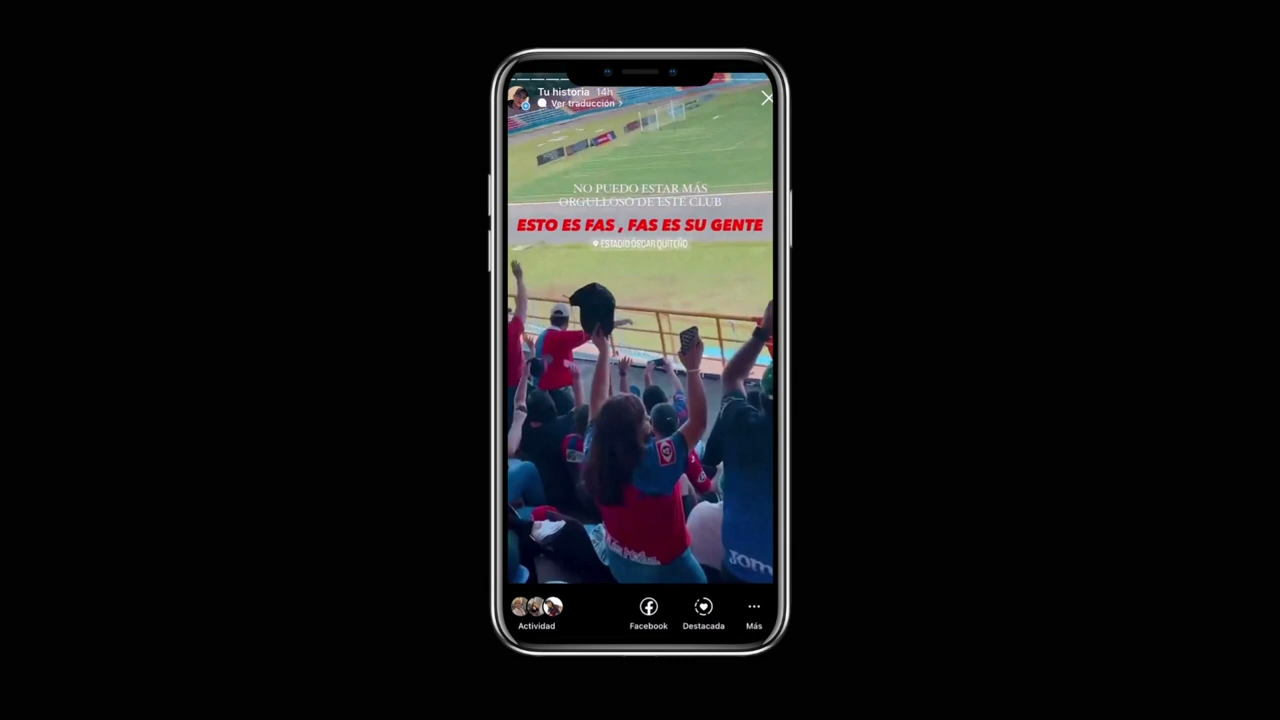 Tu historia 14h
Ver traducción >
NO PUEDO ESTAR MÁS
ORGULLOSO DE ESTE CLUB
ESTO ES FAS , FAS ES SU GENTE
ESTADIO ÓSCAR QUITEÑO
JOMA
Actividad
Facebook
Destacada
Más